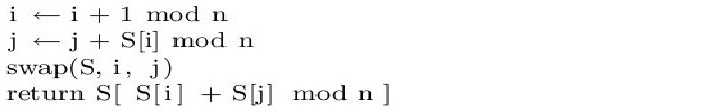 i ← i + 1 mod n
j ← j + S[i] mod n
swap(S, i, j)
return S[ S[i] + S[j] mod n ]